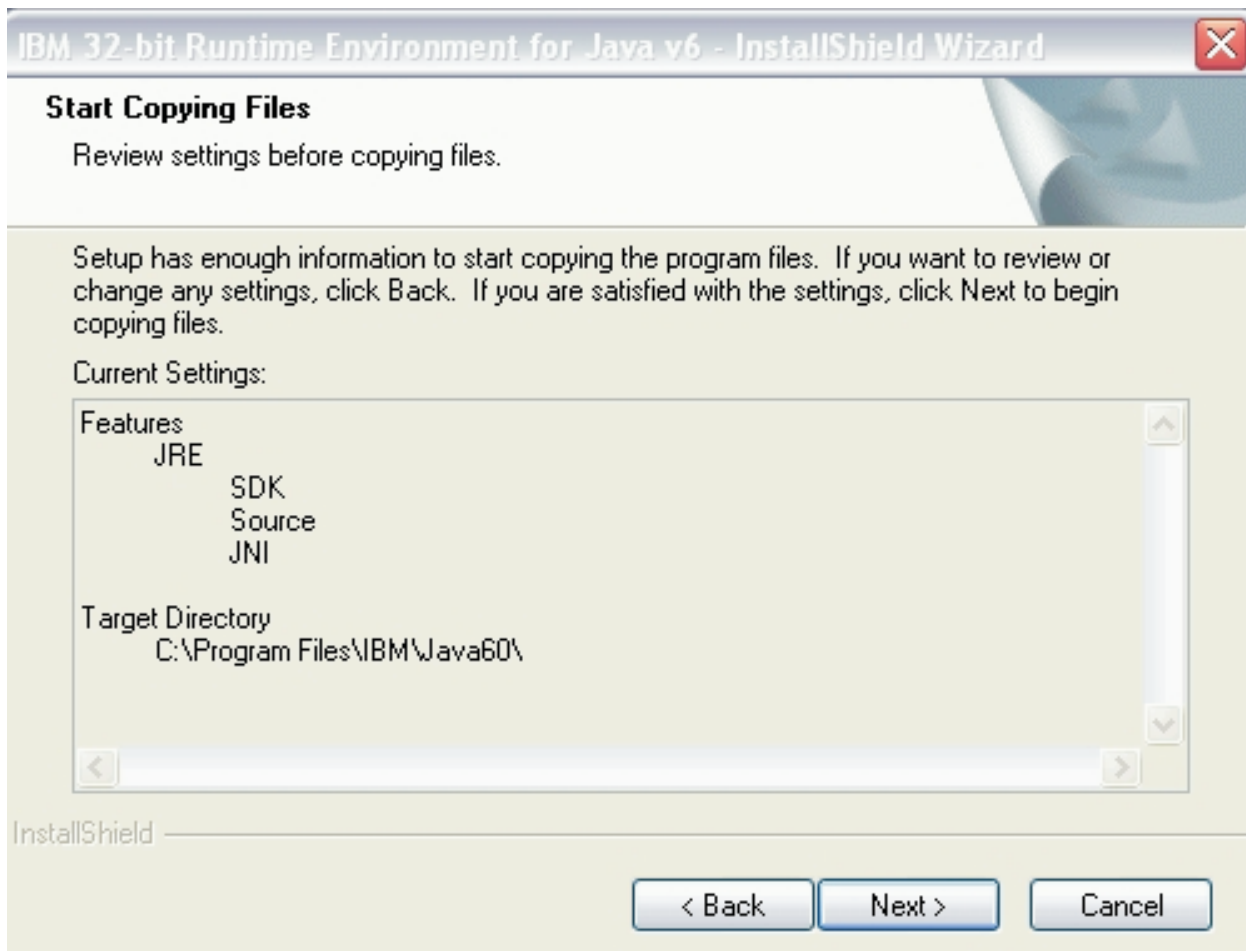 IBM 32-bit Runtime Environment for Java v6 - InstallShield Wizard
Start Copying Files
Review settings before copying files.
Setup has enough information to start copying the program files.  If you want to review or
change any settings, click Back.  If you are satisfied with the settings, click Next to begin
copying files.
Current Settings:
Features
JRE
SDK
Source
JNI
Target Directory
C:\Program Files\IBM\Java60\
InstallShield
< Back
Next >
Cancel